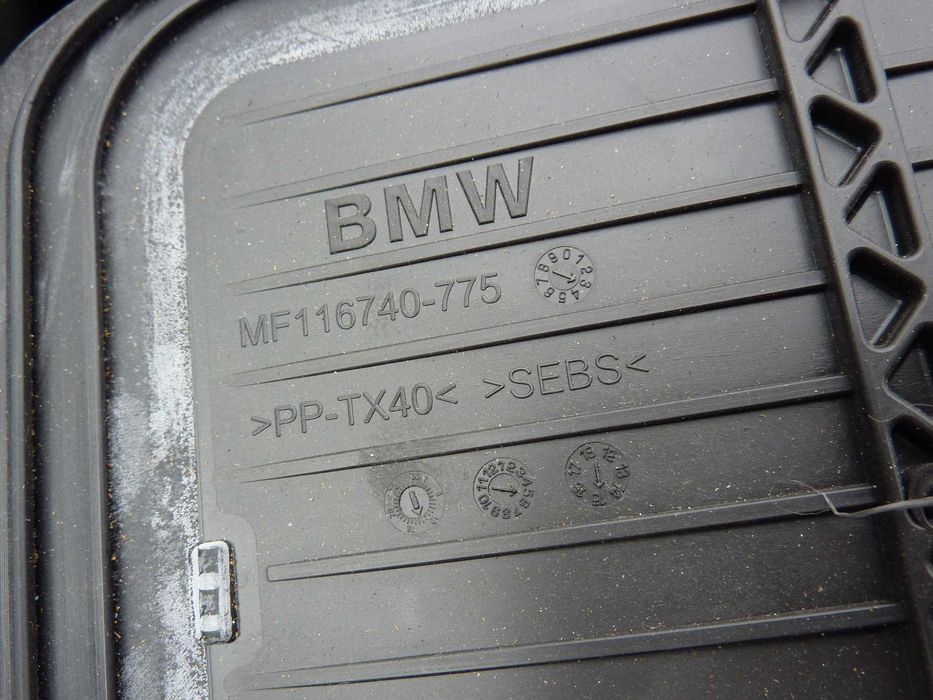 BMW
MF116740-775
>PP-TX40< >SEBS<